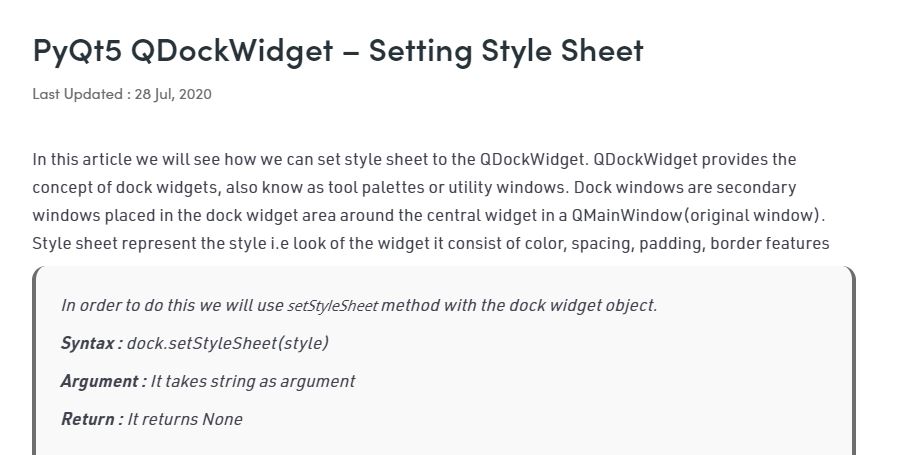 PyQt5 QDockWidget – Setting Style Sheet
Last Updated : 28 Jul, 2020
In this article we will see how we can set style sheet to the QDockWidget. QDockWidget provides the
concept of dock widgets, also know as tool palettes or utility windows. Dock windows are secondary
windows placed in the dock widget area around the central widget in a QMainWindow(original window).
Style sheet represent the style i.e look of the widget it consist of color, spacing, padding, border features
In order to do this we will use setStyleSheet method with the dock widget object.
Syntax : dock.setStyleSheet(style)
Argument : It takes string as argument
Return : It returns None